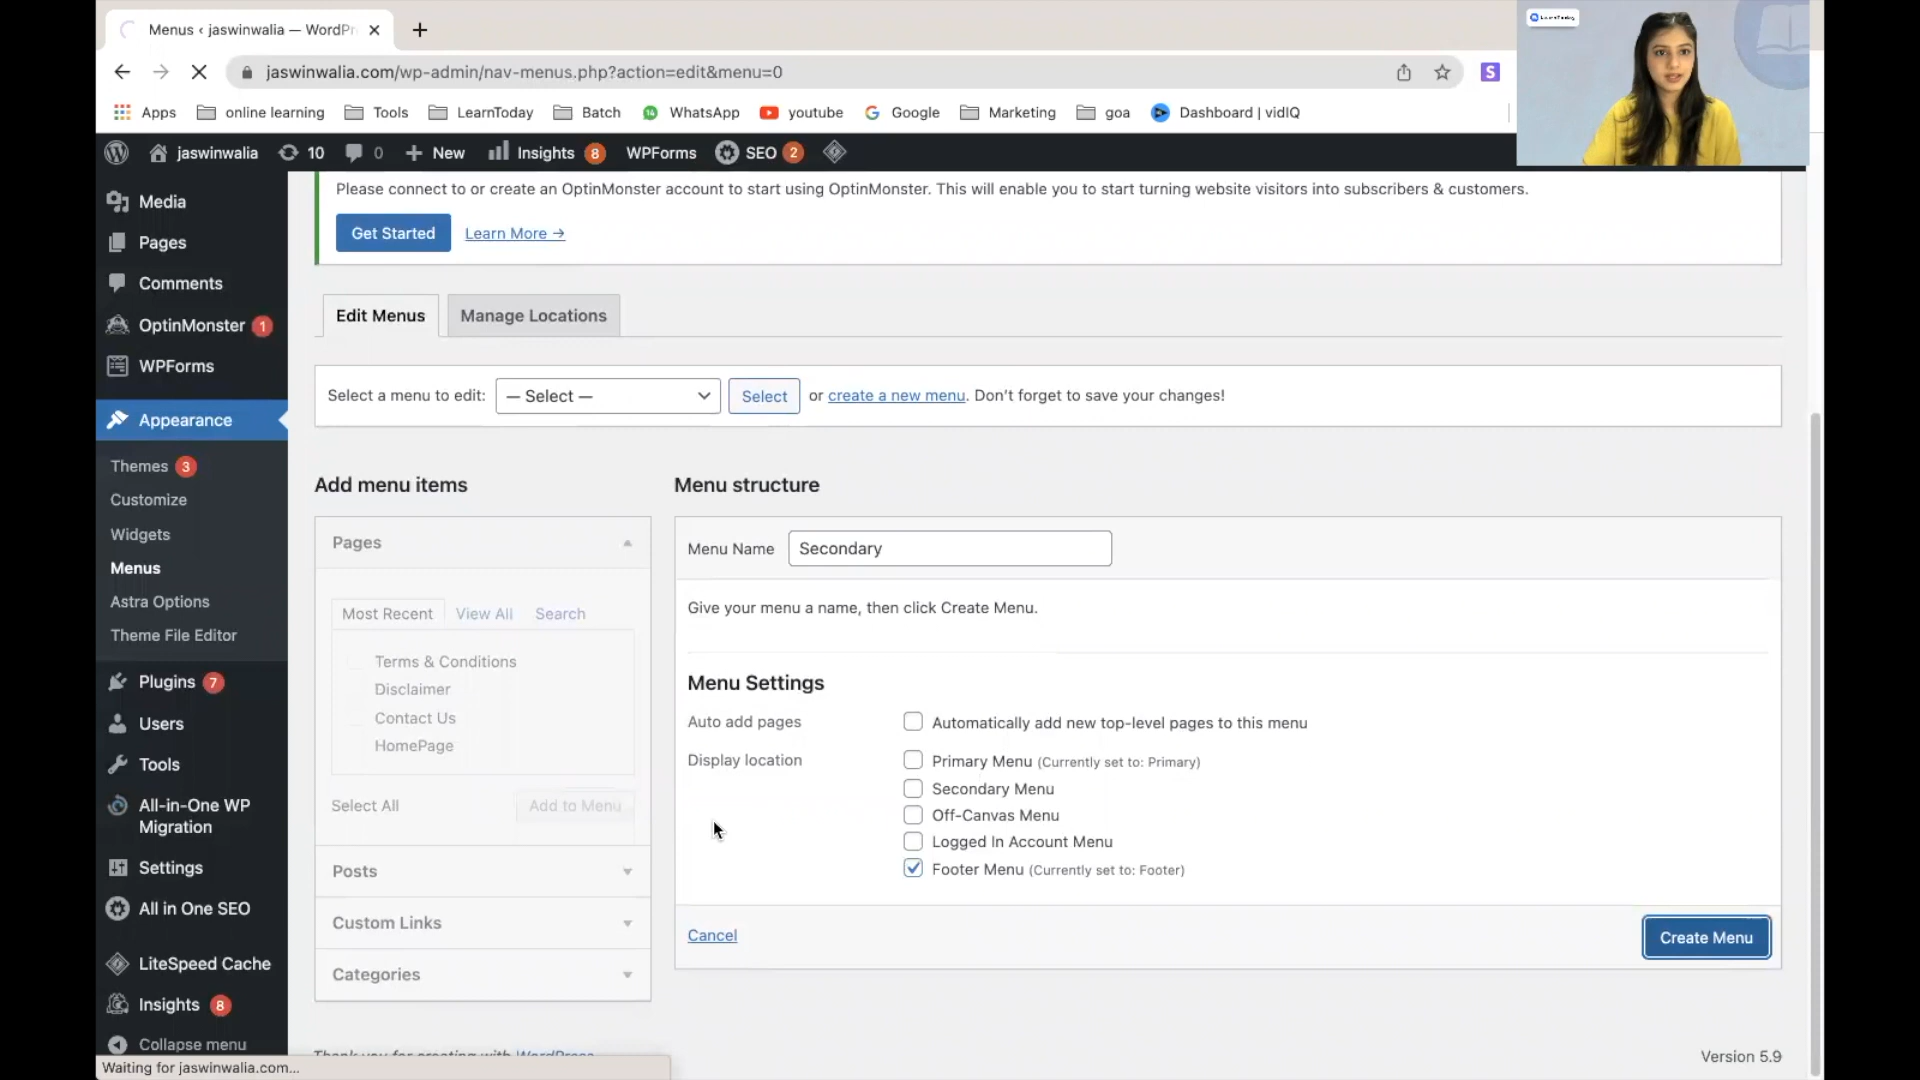 Menus ‹ jaswinwalia — WordPr
jaswinwalia.com/wp-admin/nav-menus.php?action=edit&menu=0
S
Apps online learning Tools LearnToday Batch WhatsApp youtube Google Marketing goa Dashboard | vidIQ
jaswinwalia 10 0 New Insights 8 WPForms SEO 2
Media
Pages
Comments
OptinMonster 1
WPForms
Appearance
Themes 3
Customize
Widgets
Menus
Astra Options
Theme File Editor
Plugins 7
Users
Tools
All-in-One WP
Migration
Settings
All in One SEO
LiteSpeed Cache
Insights 8
Collapse menu
Please connect to or create an OptinMonster account to start using OptinMonster. This will enable you to start turning website visitors into subscribers & customers.
Get Started Learn More →
Edit Menus Manage Locations
Select a menu to edit: — Select — Select or create a new menu. Don't forget to save your changes!
Add menu items
Pages
Most Recent View All Search
Terms & Conditions
Disclaimer
Contact Us
HomePage
Select All Add to Menu
Posts
Custom Links
Categories
Menu structure
Menu Name Secondary
Give your menu a name, then click Create Menu.
Menu Settings
Auto add pages Automatically add new top-level pages to this menu
Display location Primary Menu (Currently set to: Primary)
Secondary Menu
Off-Canvas Menu
Logged In Account Menu
Footer Menu (Currently set to: Footer)
Cancel Create Menu
Thank you for creating with WordPress
Version 5.9
Waiting for jaswinwalia.com...